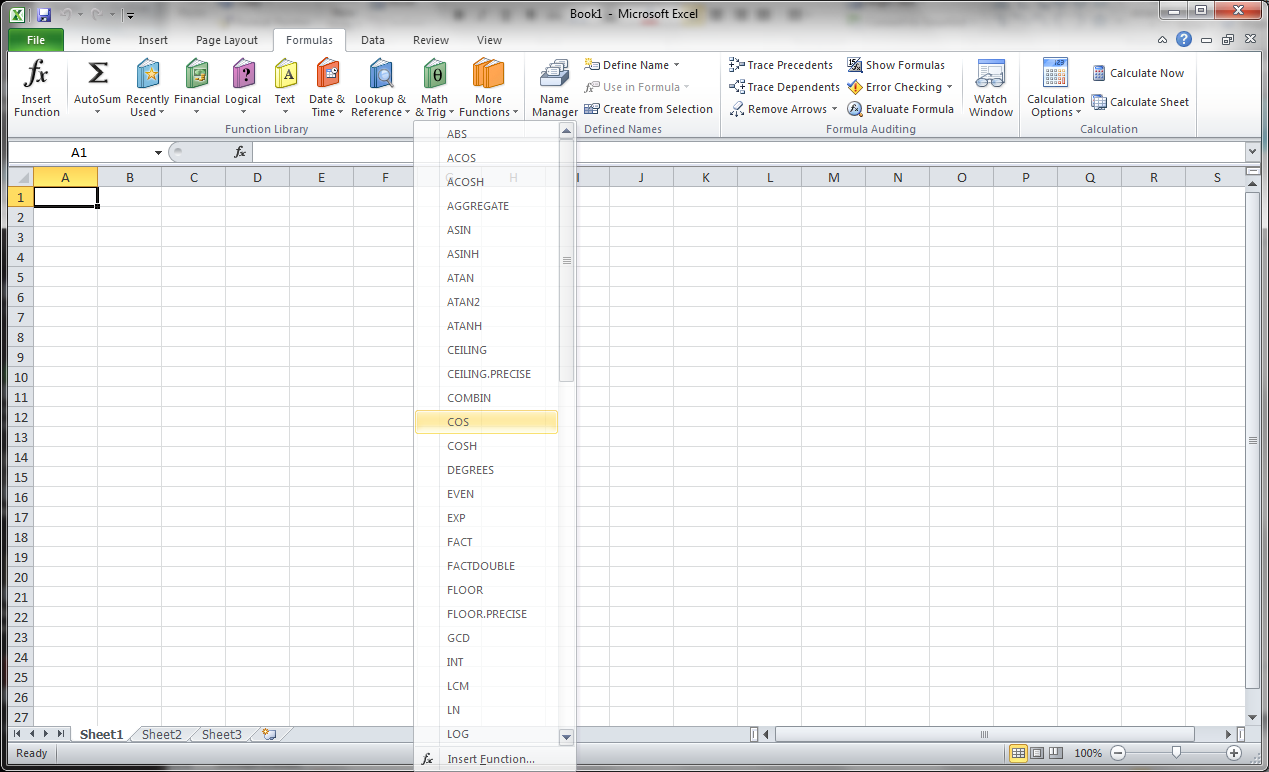 Book1 - Microsoft Excel
File Home Insert Page Layout Formulas Data Review View
fx Insert Function
Σ AutoSum
Recently Used
Financial
? Logical
A Text
Date & Time
Lookup & Reference
θ Math & Trig
More Functions
Function Library
Name Manager
Define Name
Use in Formula
Create from Selection
Defined Names
Trace Precedents
Trace Dependents
Remove Arrows
Show Formulas
Error Checking
Evaluate Formula
Formula Auditing
Watch Window
Calculation Options
Calculate Now
Calculate Sheet
Calculation
A1 fx
A B C D E F G H I J K L M N O P Q R S
1
2
3
4
5
6
7
8
9
10
11
12
13
14
15
16
17
18
19
20
21
22
23
24
25
26
27
ABS
ACOS
ACOSH
AGGREGATE
ASIN
ASINH
ATAN
ATAN2
ATANH
CEILING
CEILING.PRECISE
COMBIN
COS
COSH
DEGREES
EVEN
EXP
FACT
FACTDOUBLE
FLOOR
FLOOR.PRECISE
GCD
INT
LCM
LN
LOG
fx Insert Function...
Sheet1 Sheet2 Sheet3
Ready 100%